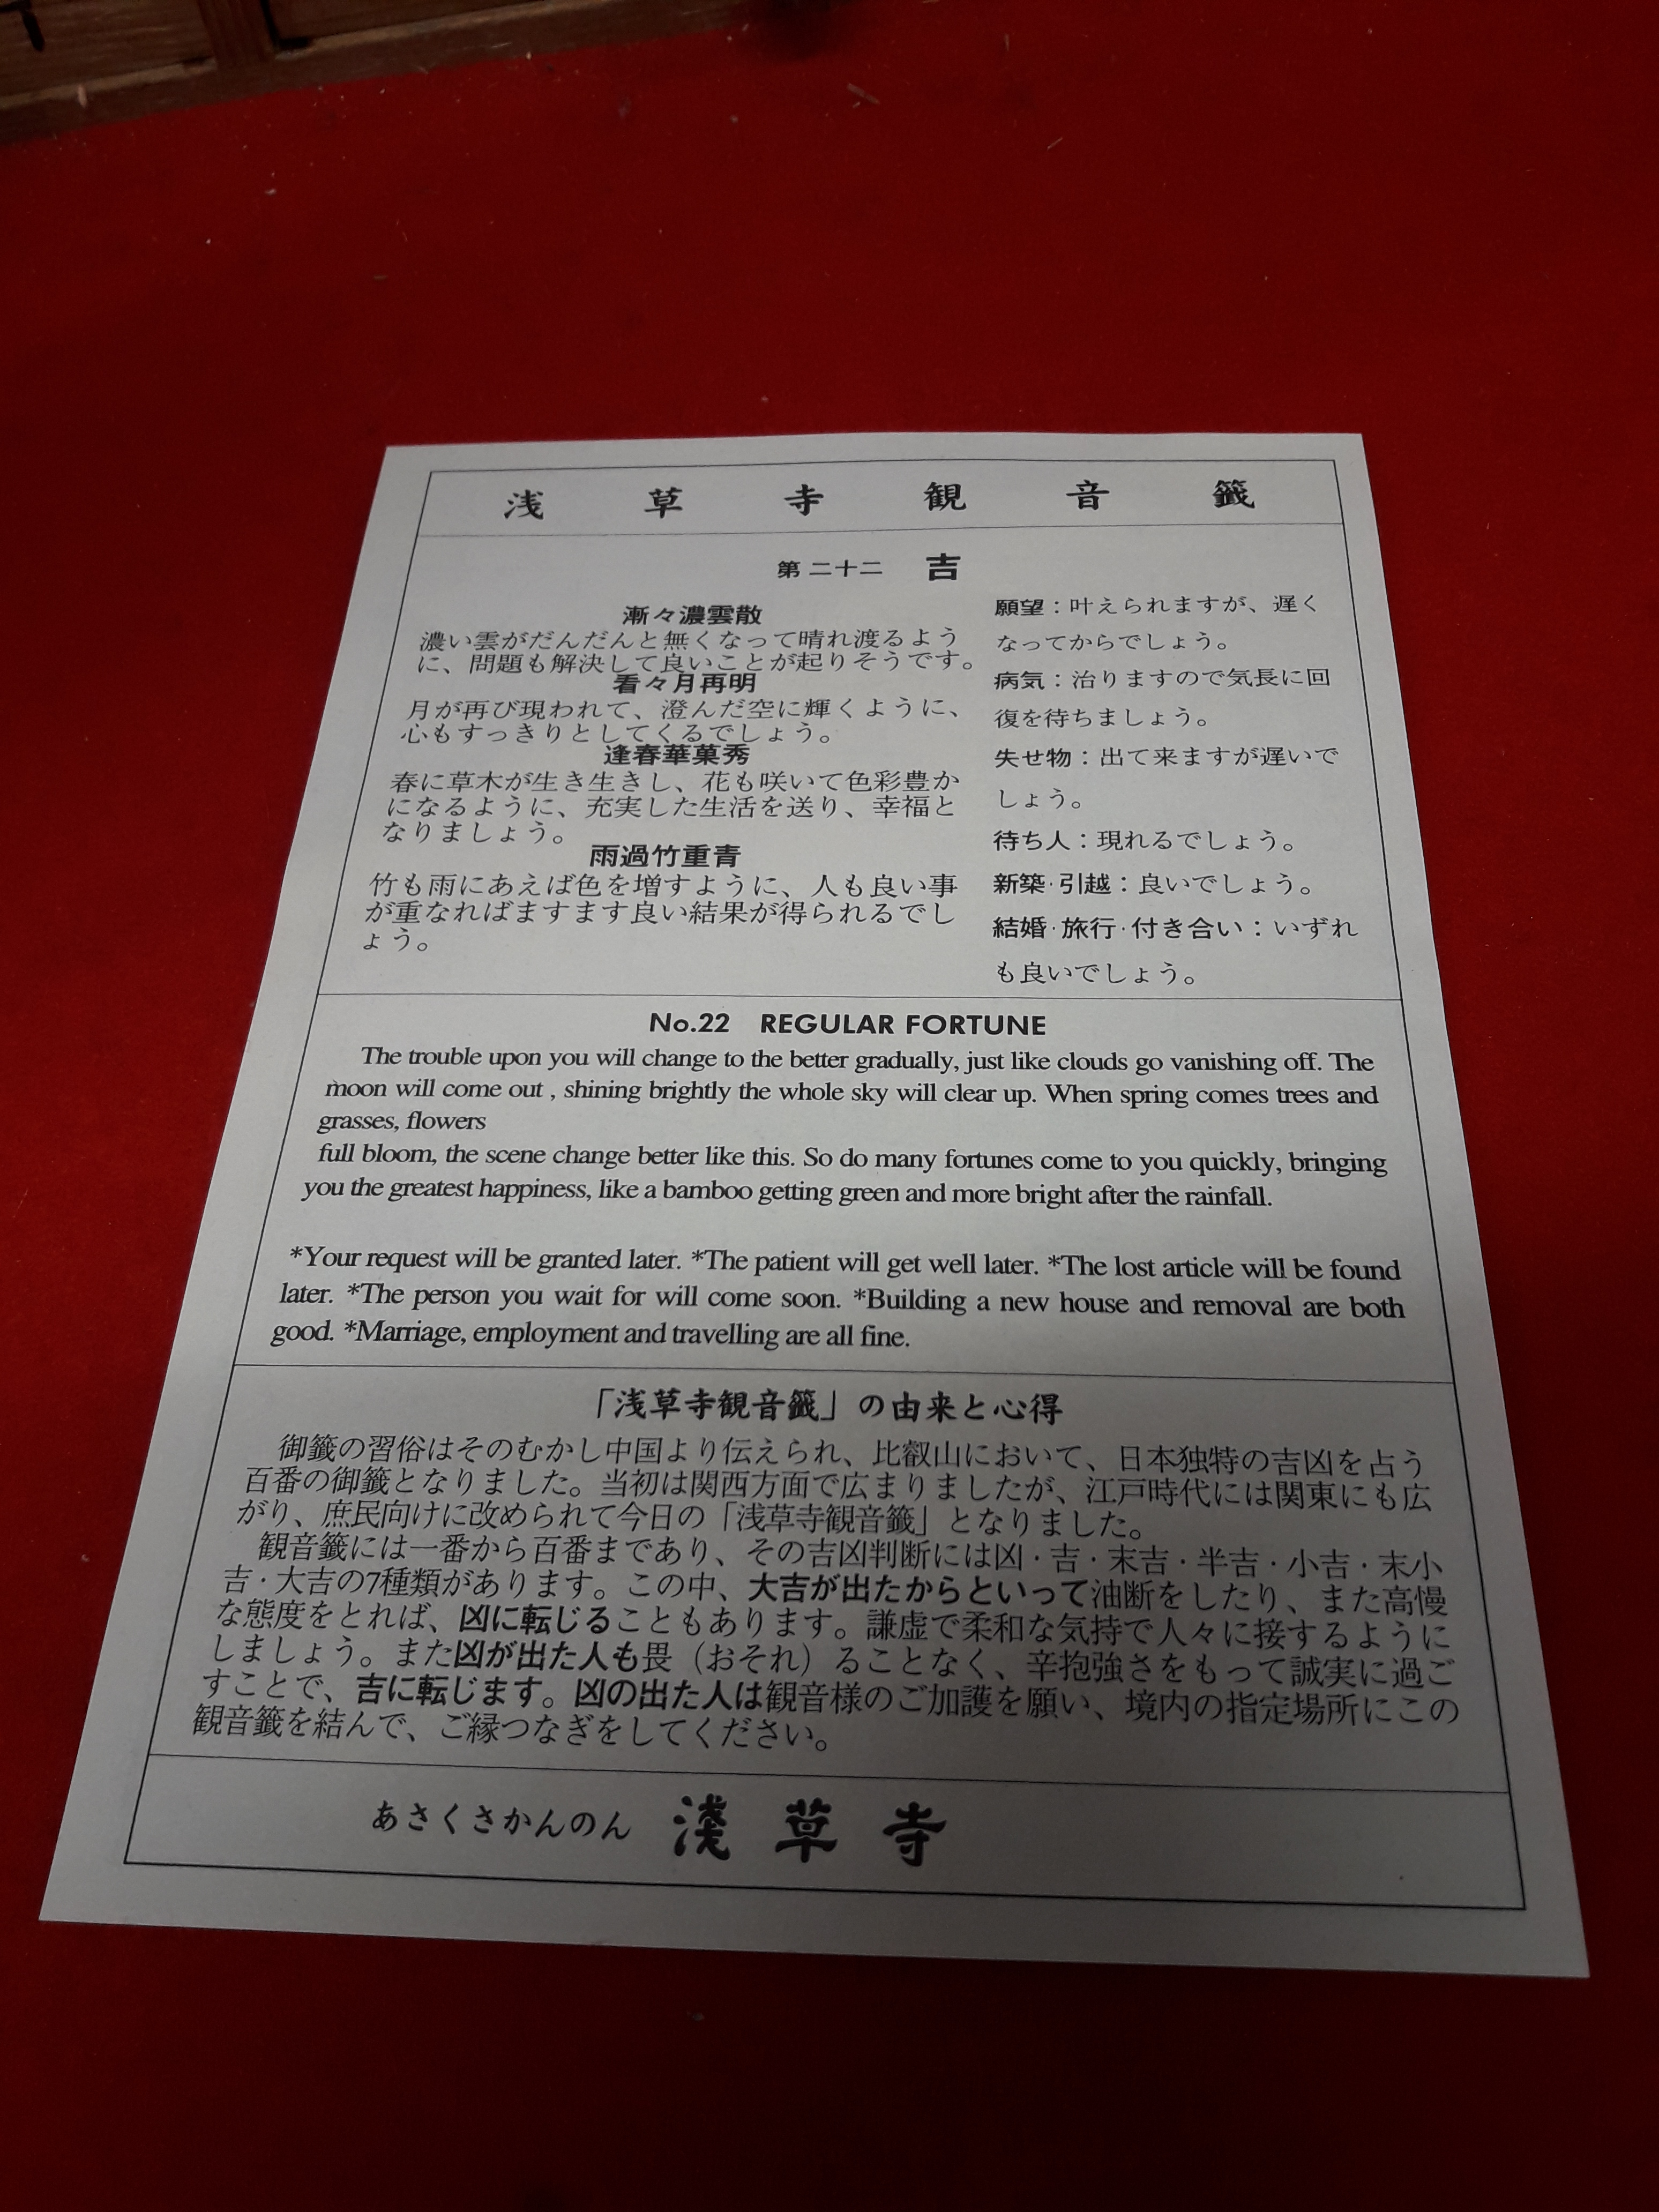 浅草寺観音籤
第二十二 吉
漸々濃雲散
濃い雲がだんだんと無くなって晴れ渡るよう
に、問題も解決して良いことが起りそうです。
看々月再明
月が再び現われて、澄んだ空に輝くように、
心もすっきりとしてくるでしょう。
逢春華菓秀
春に草木が生き生きし、花も咲いて色彩豊か
になるように、充実した生活を送り、幸福と
なりましょう。
雨過竹重青
竹も雨にあえば色を増すように、人も良い事
が重なればますます良い結果が得られるでし
ょう。
願望：叶えられますが、遅く
なってからでしょう。
病気：治りますので気長に回
復を待ちましょう。
失せ物：出て来ますが遅いで
しょう。
待ち人：現れるでしょう。
新築·引越：良いでしょう。
結婚·旅行·付き合い：いずれ
も良いでしょう。
No.22 REGULAR FORTUNE
The trouble upon you will change to the better gradually, just like clouds go vanishing off. The
moon will come out , shining brightly the whole sky will clear up. When spring comes trees and
grasses, flowers
full bloom, the scene change better like this. So do many fortunes come to you quickly, bringing
you the greatest happiness, like a bamboo getting green and more bright after the rainfall.
*Your request will be granted later. *The patient will get well later. *The lost article will be found
later. *The person you wait for will come soon. *Building a new house and removal are both
good. *Marriage, employment and travelling are all fine.
「浅草寺観音籤」の由来と心得
御籤の習俗はそのむかし中国より伝えられ、比叡山において、日本独特の吉凶を占う
百番の御籤となりました。当初は関西方面で広まりましたが、江戸時代には関東にも広
がり、庶民向けに改められて今日の「浅草寺観音籤」となりました。
観音籤には一番から百番まであり、その吉凶判断には凶・吉・末吉・半吉・小吉・末小
吉・大吉の7種類があります。この中、大吉が出たからといって油断をしたり、また高慢
な態度をとれば、凶に転じることもあります。謙虚で柔和な気持で人々に接するように
しましょう。また凶が出た人も畏（おそれ）ることなく、辛抱強さをもって誠実に過ご
すことで、吉に転じます。凶の出た人は観音様のご加護を願い、境内の指定場所にこの
観音籤を結んで、ご縁つなぎをしてください。
あさくさかんのん 淺草寺